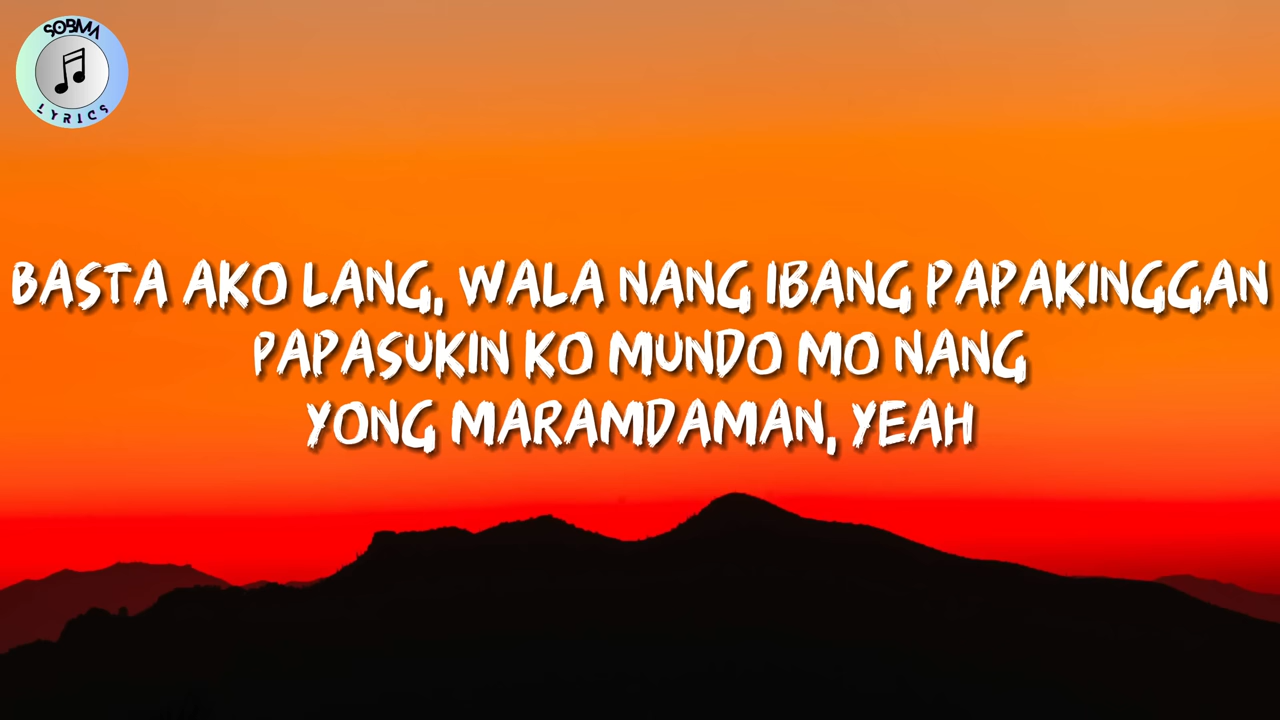 SOBMA
LYRICS
BASTA AKO LANG, WALA NANG IBANG PAPAKINGGAN
PAPASUKIN KO MUNDO MO NANG
YONG MARAMDAMAN, YEAH